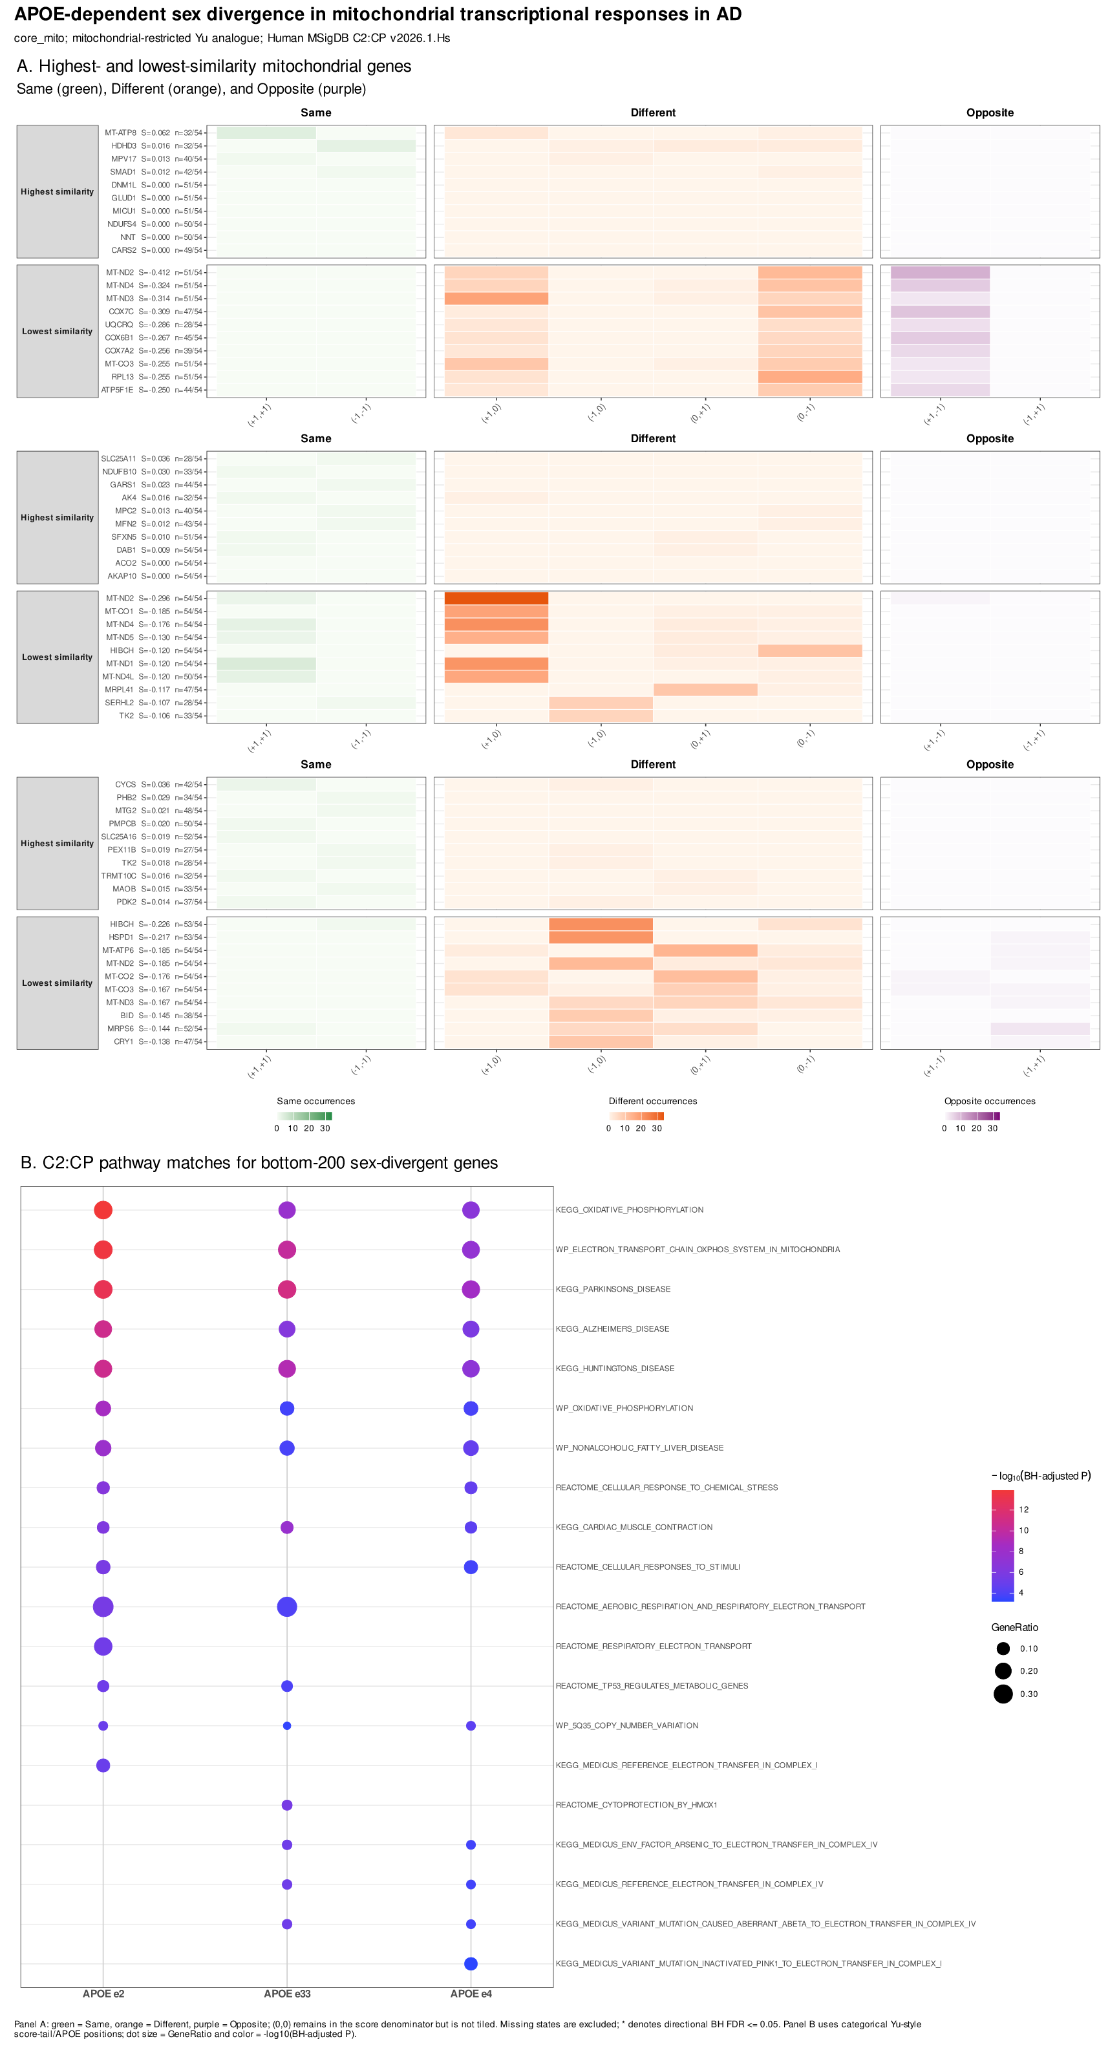 APOE-dependent sex divergence in mitochondrial transcriptional responses in AD
core_mito; mitochondrial-restricted Yu analogue; Human MSigDB C2:CP v2026.1.Hs
A. Highest- and lowest-similarity mitochondrial genes
Same (green), Different (orange), and Opposite (purple)
Same Different Opposite
Highest similarity
MT-ATP8 S=0.062 n=32/54
HDHD3 S=0.016 n=32/54
MPV17 S=0.013 n=40/54
SMAD1 S=0.012 n=42/54
DNM1L S=0.000 n=51/54
GLUD1 S=0.000 n=51/54
MICU1 S=0.000 n=51/54
NDUFS4 S=0.000 n=50/54
NNT S=0.000 n=50/54
CARS2 S=0.000 n=49/54
Lowest similarity
MT-ND2 S=-0.412 n=51/54
MT-ND4 S=-0.324 n=51/54
MT-ND3 S=-0.314 n=51/54
COX7C S=-0.309 n=47/54
UQCRQ S=-0.286 n=28/54
COX6B1 S=-0.267 n=45/54
COX7A2 S=-0.256 n=39/54
MT-CO3 S=-0.255 n=51/54
RPL13 S=-0.255 n=51/54
ATP5F1E S=-0.250 n=44/54
(+1,+1) (-1,-1) (+1,0) (-1,0) (0,+1) (0,-1) (+1,-1) (-1,+1)
Same Different Opposite
Highest similarity
SLC25A11 S=0.036 n=28/54
NDUFB10 S=0.030 n=33/54
GARS1 S=0.023 n=44/54
AK4 S=0.016 n=32/54
MPC2 S=0.013 n=40/54
MFN2 S=0.012 n=43/54
SFXN5 S=0.010 n=51/54
DAB1 S=0.009 n=54/54
ACO2 S=0.000 n=54/54
AKAP10 S=0.000 n=54/54
Lowest similarity
MT-ND2 S=-0.296 n=54/54
MT-CO1 S=-0.185 n=54/54
MT-ND4 S=-0.176 n=54/54
MT-ND5 S=-0.130 n=54/54
HIBCH S=-0.120 n=54/54
MT-ND1 S=-0.120 n=54/54
MT-ND4L S=-0.120 n=50/54
MRPL41 S=-0.117 n=47/54
SERHL2 S=-0.107 n=28/54
TK2 S=-0.106 n=33/54
(+1,+1) (-1,-1) (+1,0) (-1,0) (0,+1) (0,-1) (+1,-1) (-1,+1)
Same Different Opposite
Highest similarity
CYCS S=0.036 n=42/54
PHB2 S=0.029 n=34/54
MTG2 S=0.021 n=48/54
PMPCB S=0.020 n=50/54
SLC25A16 S=0.019 n=52/54
PEX11B S=0.019 n=27/54
TK2 S=0.018 n=28/54
TRMT10C S=0.016 n=32/54
MAOB S=0.015 n=33/54
PDK2 S=0.014 n=37/54
Lowest similarity
HIBCH S=-0.226 n=53/54
HSPD1 S=-0.217 n=53/54
MT-ATP6 S=-0.185 n=54/54
MT-ND2 S=-0.185 n=54/54
MT-CO2 S=-0.176 n=54/54
MT-CO3 S=-0.167 n=54/54
MT-ND3 S=-0.167 n=54/54
BID S=-0.145 n=38/54
MRPS6 S=-0.144 n=52/54
CRY1 S=-0.138 n=47/54
(+1,+1) (-1,-1) (+1,0) (-1,0) (0,+1) (0,-1) (+1,-1) (-1,+1)
Same occurrences Different occurrences Opposite occurrences
0 10 20 30 0 10 20 30 0 10 20 30
B. C2:CP pathway matches for bottom-200 sex-divergent genes
KEGG_OXIDATIVE_PHOSPHORYLATION
WP_ELECTRON_TRANSPORT_CHAIN_OXPHOS_SYSTEM_IN_MITOCHONDRIA
KEGG_PARKINSONS_DISEASE
KEGG_ALZHEIMERS_DISEASE
KEGG_HUNTINGTONS_DISEASE
WP_OXIDATIVE_PHOSPHORYLATION
WP_NONALCOHOLIC_FATTY_LIVER_DISEASE
REACTOME_CELLULAR_RESPONSE_TO_CHEMICAL_STRESS
KEGG_CARDIAC_MUSCLE_CONTRACTION
REACTOME_CELLULAR_RESPONSES_TO_STIMULI
REACTOME_AEROBIC_RESPIRATION_AND_RESPIRATORY_ELECTRON_TRANSPORT
REACTOME_RESPIRATORY_ELECTRON_TRANSPORT
REACTOME_TP53_REGULATES_METABOLIC_GENES
WP_5Q35_COPY_NUMBER_VARIATION
KEGG_MEDICUS_REFERENCE_ELECTRON_TRANSFER_IN_COMPLEX_I
REACTOME_CYTOPROTECTION_BY_HMOX1
KEGG_MEDICUS_ENV_FACTOR_ARSENIC_TO_ELECTRON_TRANSFER_IN_COMPLEX_IV
KEGG_MEDICUS_REFERENCE_ELECTRON_TRANSFER_IN_COMPLEX_IV
KEGG_MEDICUS_VARIANT_MUTATION_CAUSED_ABERRANT_ABETA_TO_ELECTRON_TRANSFER_IN_COMPLEX_IV
KEGG_MEDICUS_VARIANT_MUTATION_INACTIVATED_PINK1_TO_ELECTRON_TRANSFER_IN_COMPLEX_I
APOE e2 APOE e33 APOE e4
−log10(BH-adjusted P)
12
10
8
6
4
GeneRatio
0.10
0.20
0.30
Panel A: green = Same, orange = Different, purple = Opposite; (0,0) remains in the score denominator but is not tiled. Missing states are excluded; * denotes directional BH FDR <= 0.05. Panel B uses categorical Yu-style
score-tail/APOE positions; dot size = GeneRatio and color = -log10(BH-adjusted P).